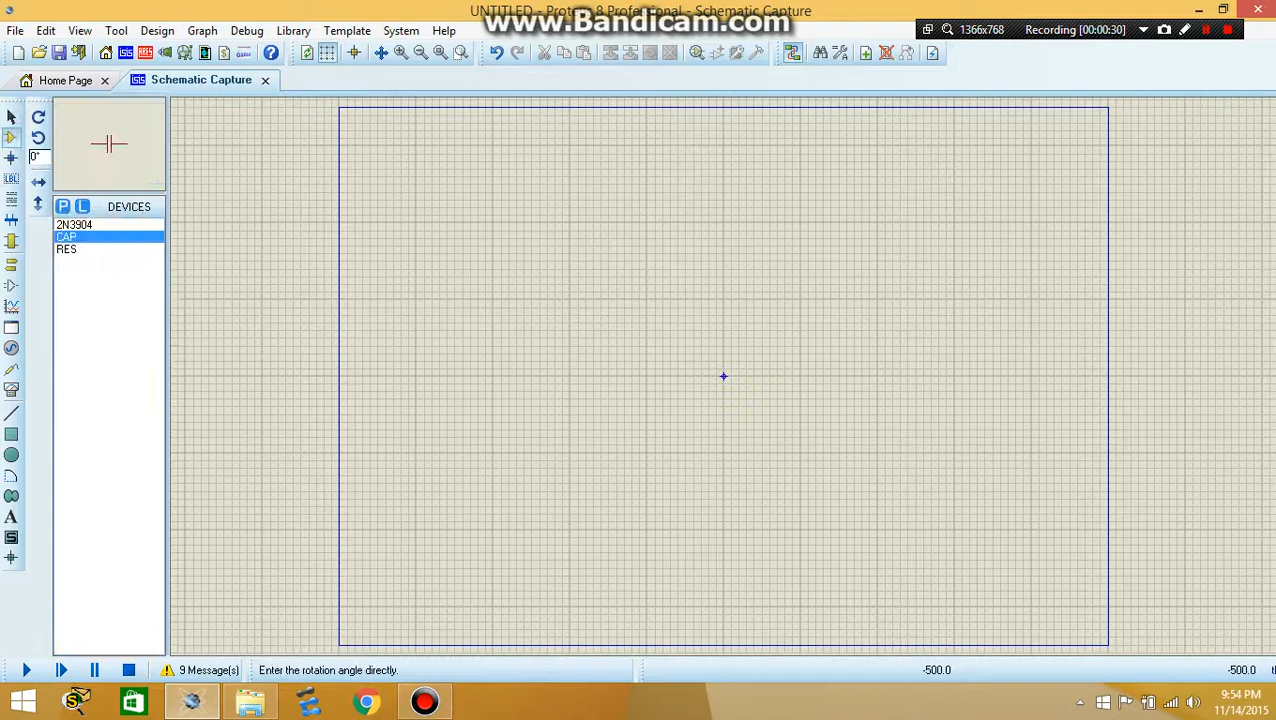 UNTITLED - Proteus 8 Professional - Schematic Capture
www.Bandicam.com
File Edit View Tool Design Graph Debug Library Template System Help
1366x768 Recording [00:00:30]
Home Page Schematic Capture
0°
P L DEVICES
2N3904
CAP
RES
LBL
A
S
9 Message(s) Enter the rotation angle directly. -500.0 -500.0 th
9:54 PM
11/14/2015